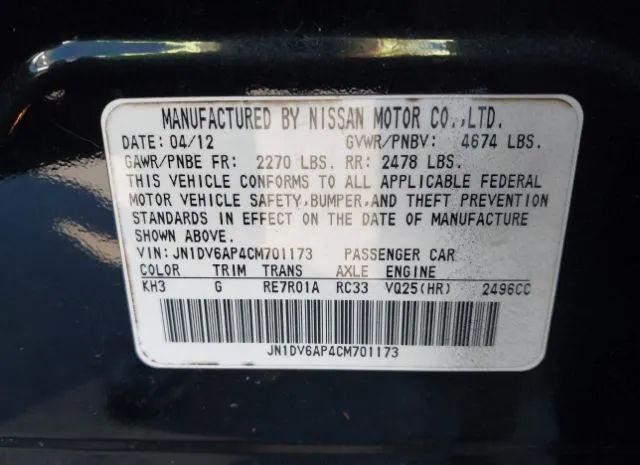 MANUFACTURED BY NISSAN MOTOR CO.,LTD.
DATE: 04/12 GVWR/PNBV: 4674 LBS.
GAWR/PNBE FR: 2270 LBS. RR: 2478 LBS.
THIS VEHICLE CONFORMS TO ALL APPLICABLE FEDERAL
MOTOR VEHICLE SAFETY,BUMPER,AND THEFT PREVENTION
STANDARDS IN EFFECT ON THE DATE OF MANUFACTURE
SHOWN ABOVE.
VIN: JN1DV6AP4CM701173 PASSENGER CAR
COLOR TRIM TRANS AXLE ENGINE
KH3 G RE7R01A RC33 VQ25(HR) 2496CC
JN1DV6AP4CM701173